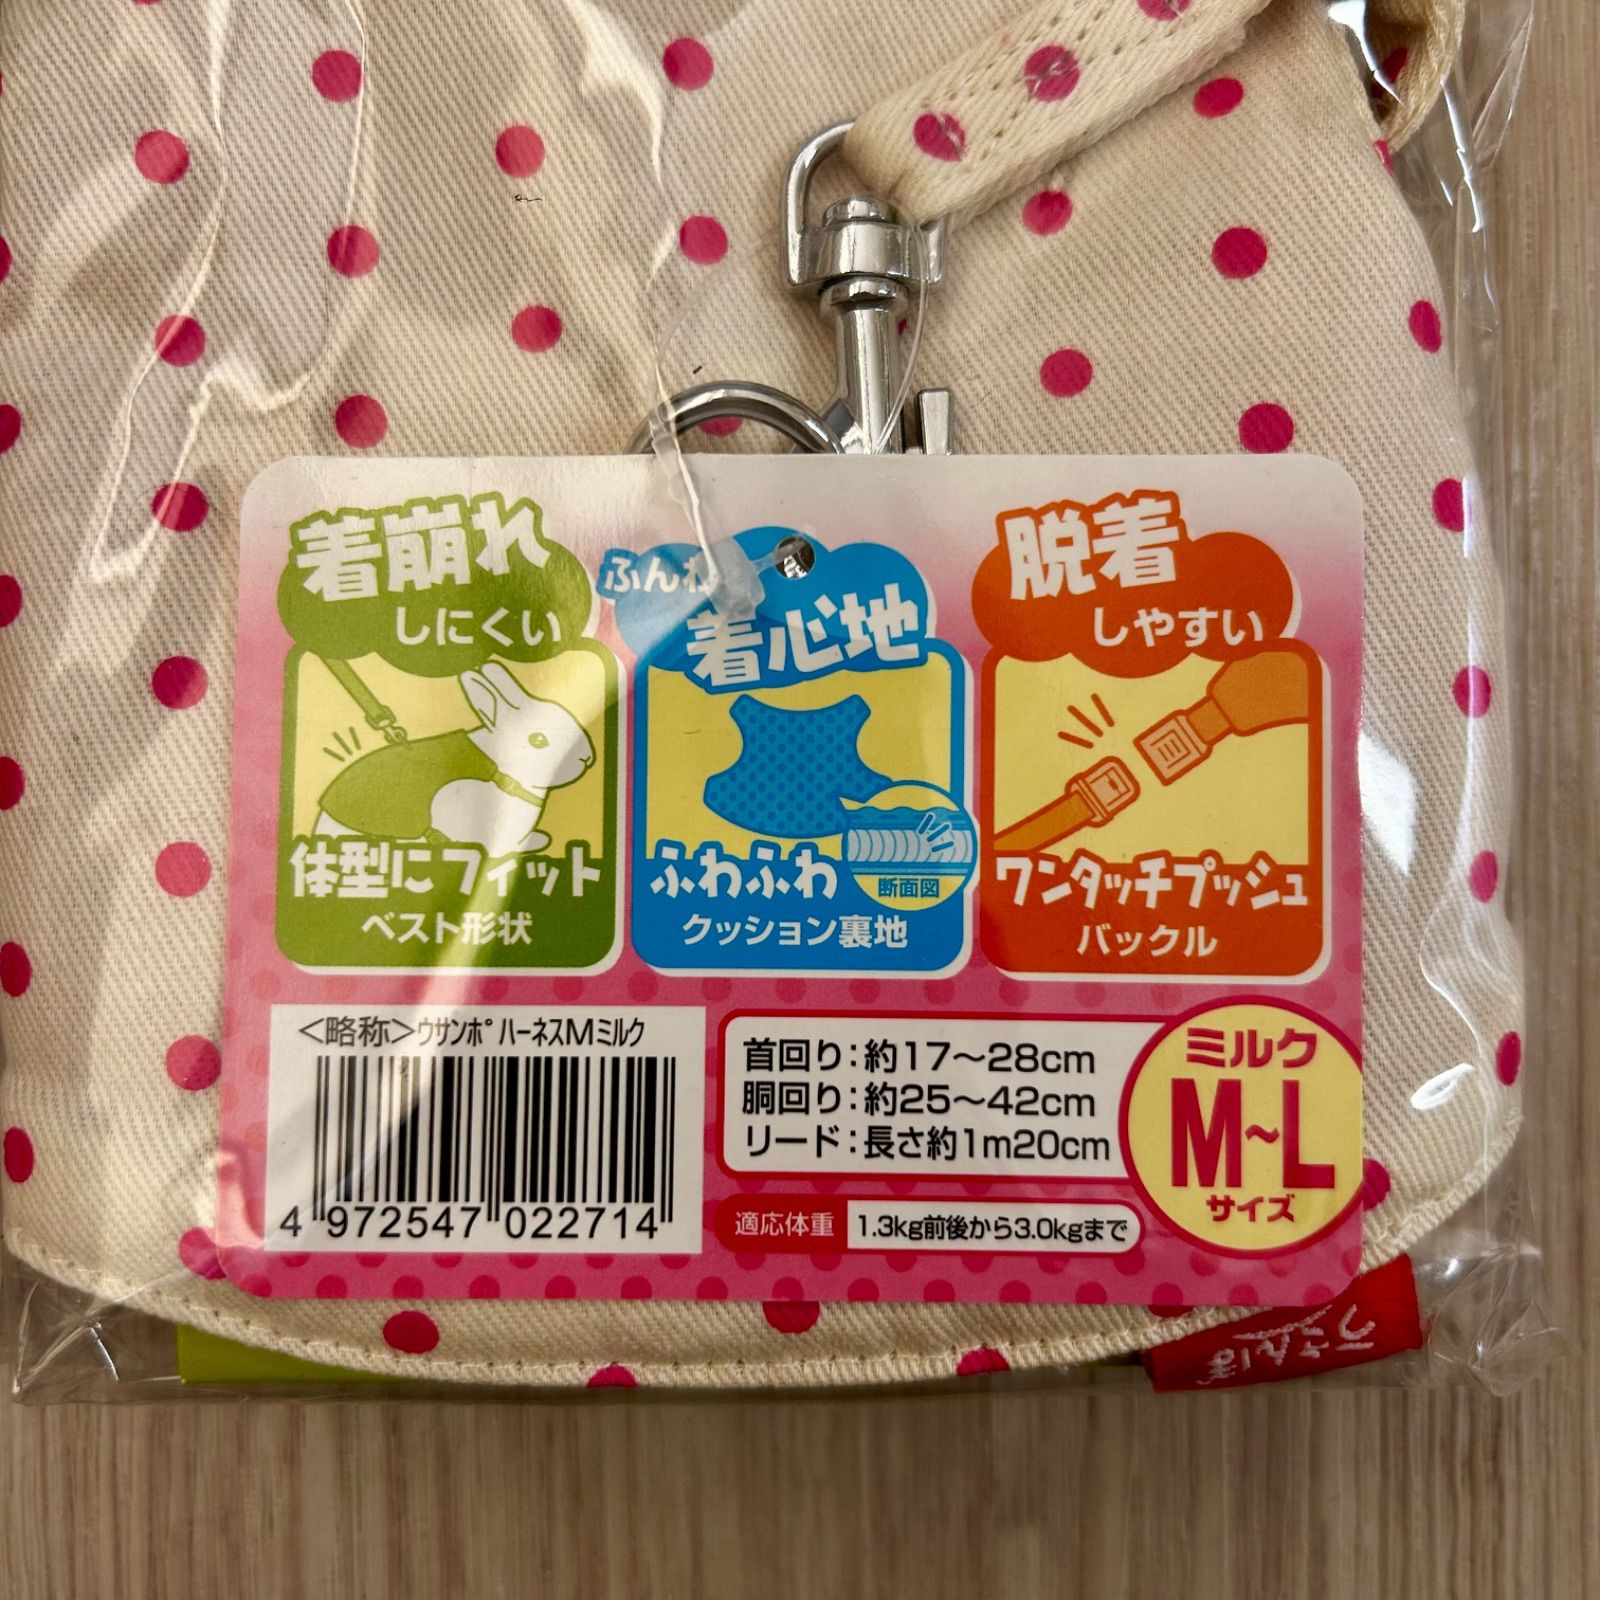 着崩れ
しにくい
体型にフィット
ベスト形状
ふんわ
着心地
断面図
ふわふわ
クッション裏地
脱着
しやすい
ワンタッチプッシュ
バックル
<略称>ｳｻﾝﾎﾟ ﾊｰﾈｽMﾐﾙｸ
4 972547 022714
首回り：約17〜28cm
胴回り：約25〜42cm
リード：長さ約1m20cm
適応体重 1.3kg前後から3.0kgまで
ミルク
M〜L
サイズ